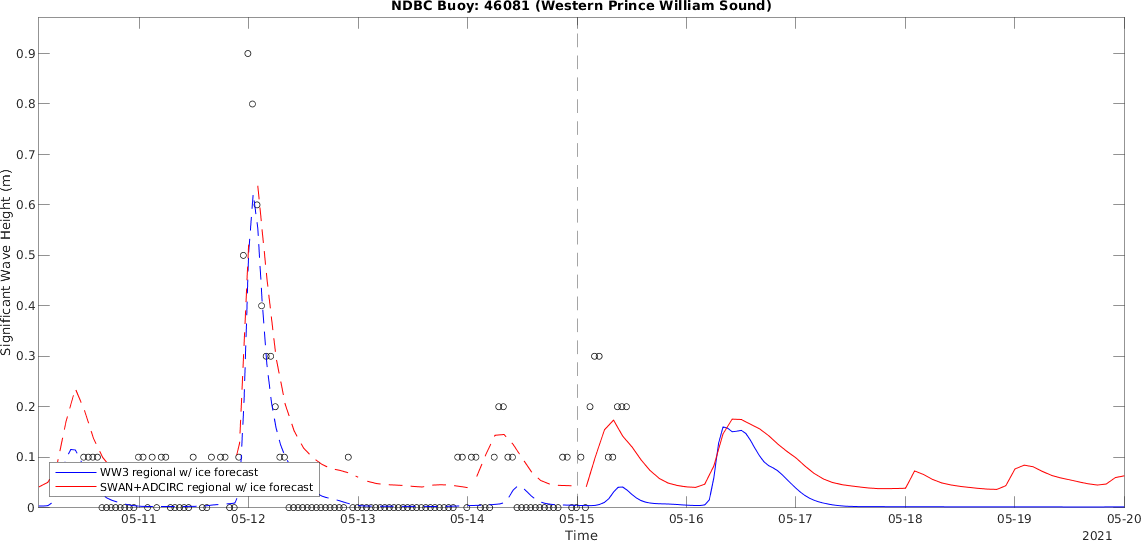 NDBC Buoy: 46081 (Western Prince William Sound)
Significant Wave Height (m)
0.9
0.8
0.7
0.6
0.5
0.4
0.3
0.2
0.1
0
WW3 regional w/ ice forecast
SWAN+ADCIRC regional w/ ice forecast
05-11 05-12 05-13 05-14 05-15 05-16 05-17 05-18 05-19 05-20
Time
2021